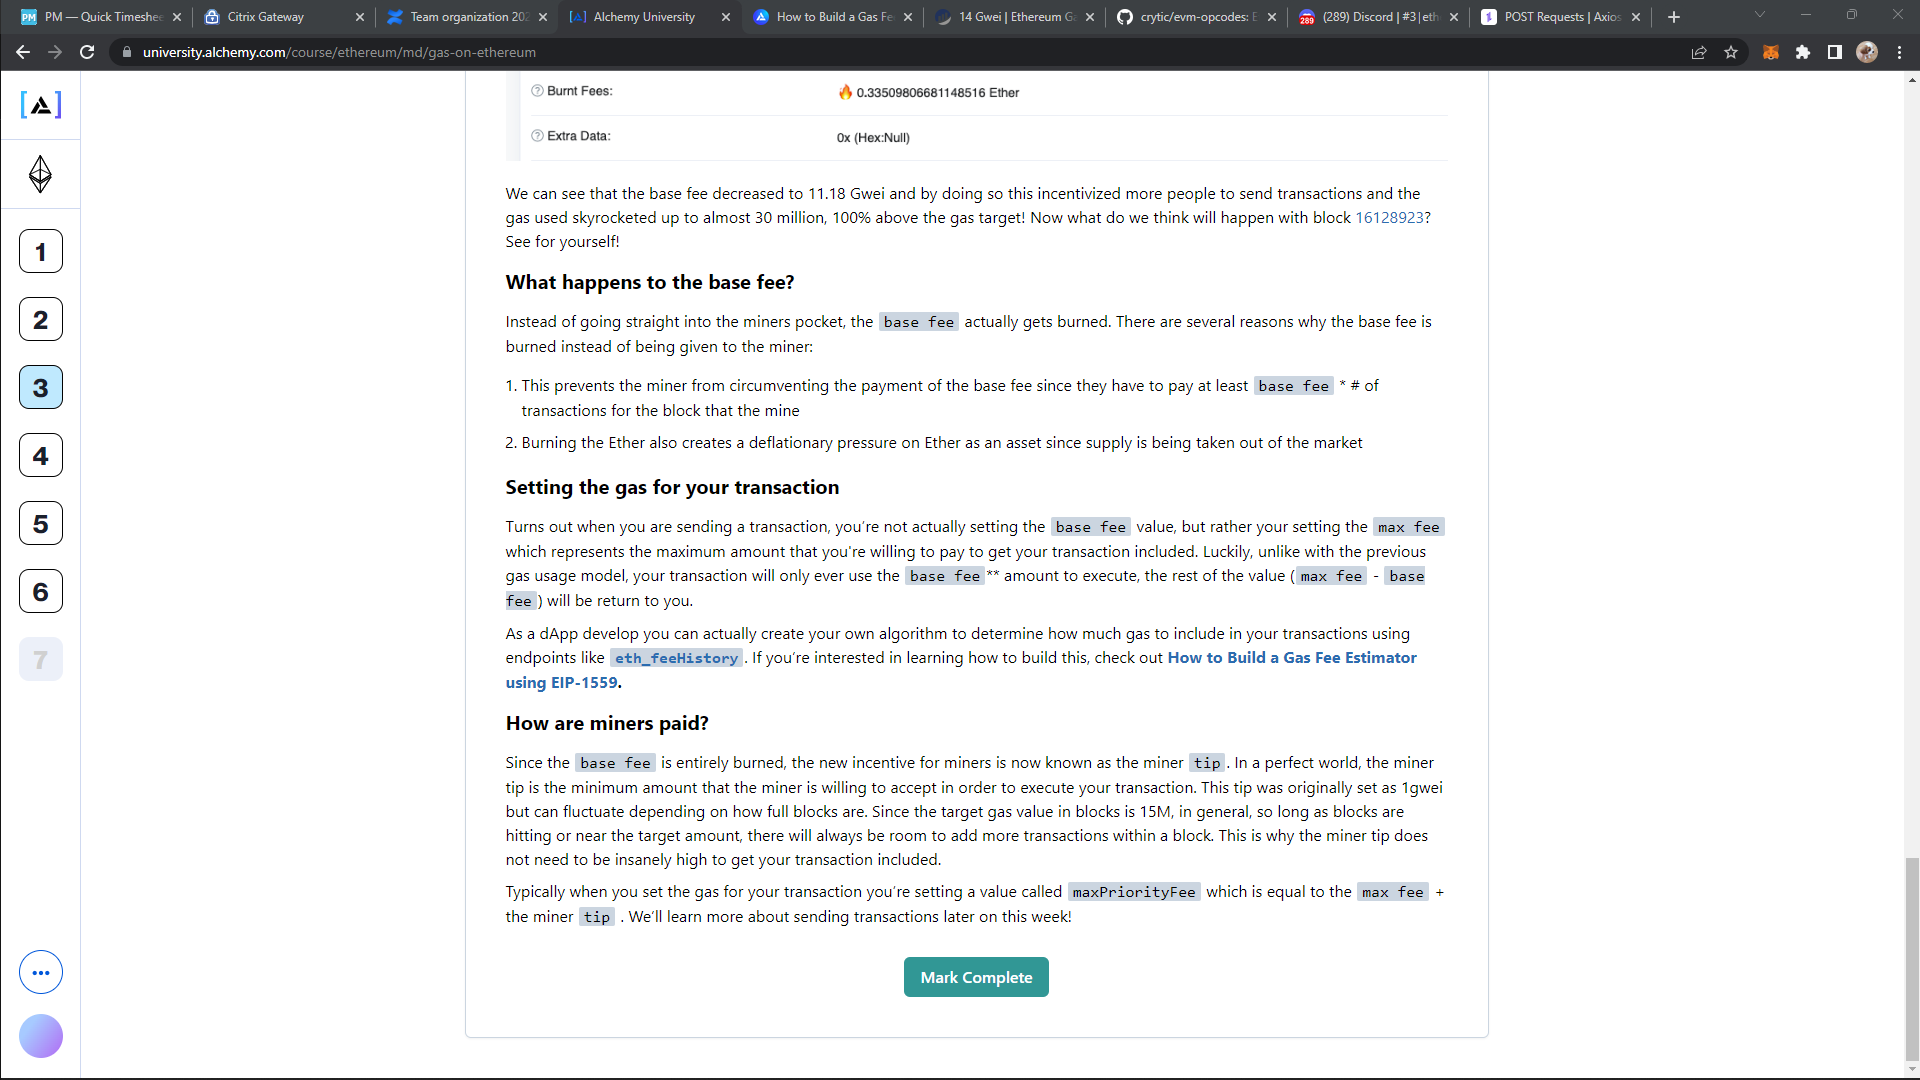 PM — Quick Timeshee
Citrix Gateway
Team organization 202
Alchemy University
How to Build a Gas Fe
14 Gwei | Ethereum Ga
crytic/evm-opcodes: E
(289) Discord | #3|eth
POST Requests | Axios
university.alchemy.com/course/ethereum/md/gas-on-ethereum
Burnt Fees: 🔥 0.33509806681148516 Ether
Extra Data: 0x (Hex:Null)
We can see that the base fee decreased to 11.18 Gwei and by doing so this incentivized more people to send transactions and the
gas used skyrocketed up to almost 30 million, 100% above the gas target! Now what do we think will happen with block 16128923?
See for yourself!
What happens to the base fee?
Instead of going straight into the miners pocket, the base fee actually gets burned. There are several reasons why the base fee is
burned instead of being given to the miner:
1. This prevents the miner from circumventing the payment of the base fee since they have to pay at least base fee * # of
transactions for the block that the mine
2. Burning the Ether also creates a deflationary pressure on Ether as an asset since supply is being taken out of the market
Setting the gas for your transaction
Turns out when you are sending a transaction, you're not actually setting the base fee value, but rather your setting the max fee
which represents the maximum amount that you're willing to pay to get your transaction included. Luckily, unlike with the previous
gas usage model, your transaction will only ever use the base fee ** amount to execute, the rest of the value ( max fee - base
fee ) will be return to you.
As a dApp develop you can actually create your own algorithm to determine how much gas to include in your transactions using
endpoints like eth_feeHistory . If you're interested in learning how to build this, check out How to Build a Gas Fee Estimator
using EIP-1559.
How are miners paid?
Since the base fee is entirely burned, the new incentive for miners is now known as the miner tip . In a perfect world, the miner
tip is the minimum amount that the miner is willing to accept in order to execute your transaction. This tip was originally set as 1gwei
but can fluctuate depending on how full blocks are. Since the target gas value in blocks is 15M, in general, so long as blocks are
hitting or near the target amount, there will always be room to add more transactions within a block. This is why the miner tip does
not need to be insanely high to get your transaction included.
Typically when you set the gas for your transaction you're setting a value called maxPriorityFee which is equal to the max fee +
the miner tip . We'll learn more about sending transactions later on this week!
Mark Complete
1
2
3
4
5
6
7